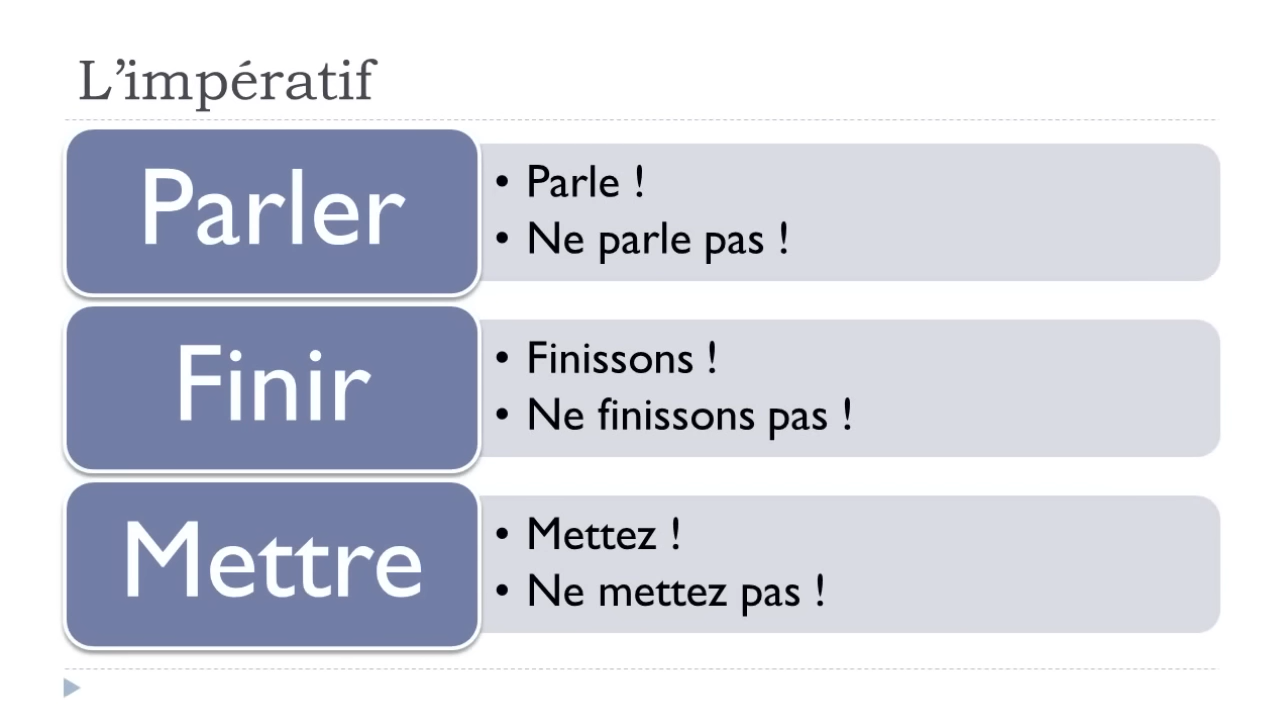 L’impératif
Parler
• Parle !
• Ne parle pas !
Finir
• Finissons !
• Ne finissons pas !
Mettre
• Mettez !
• Ne mettez pas !